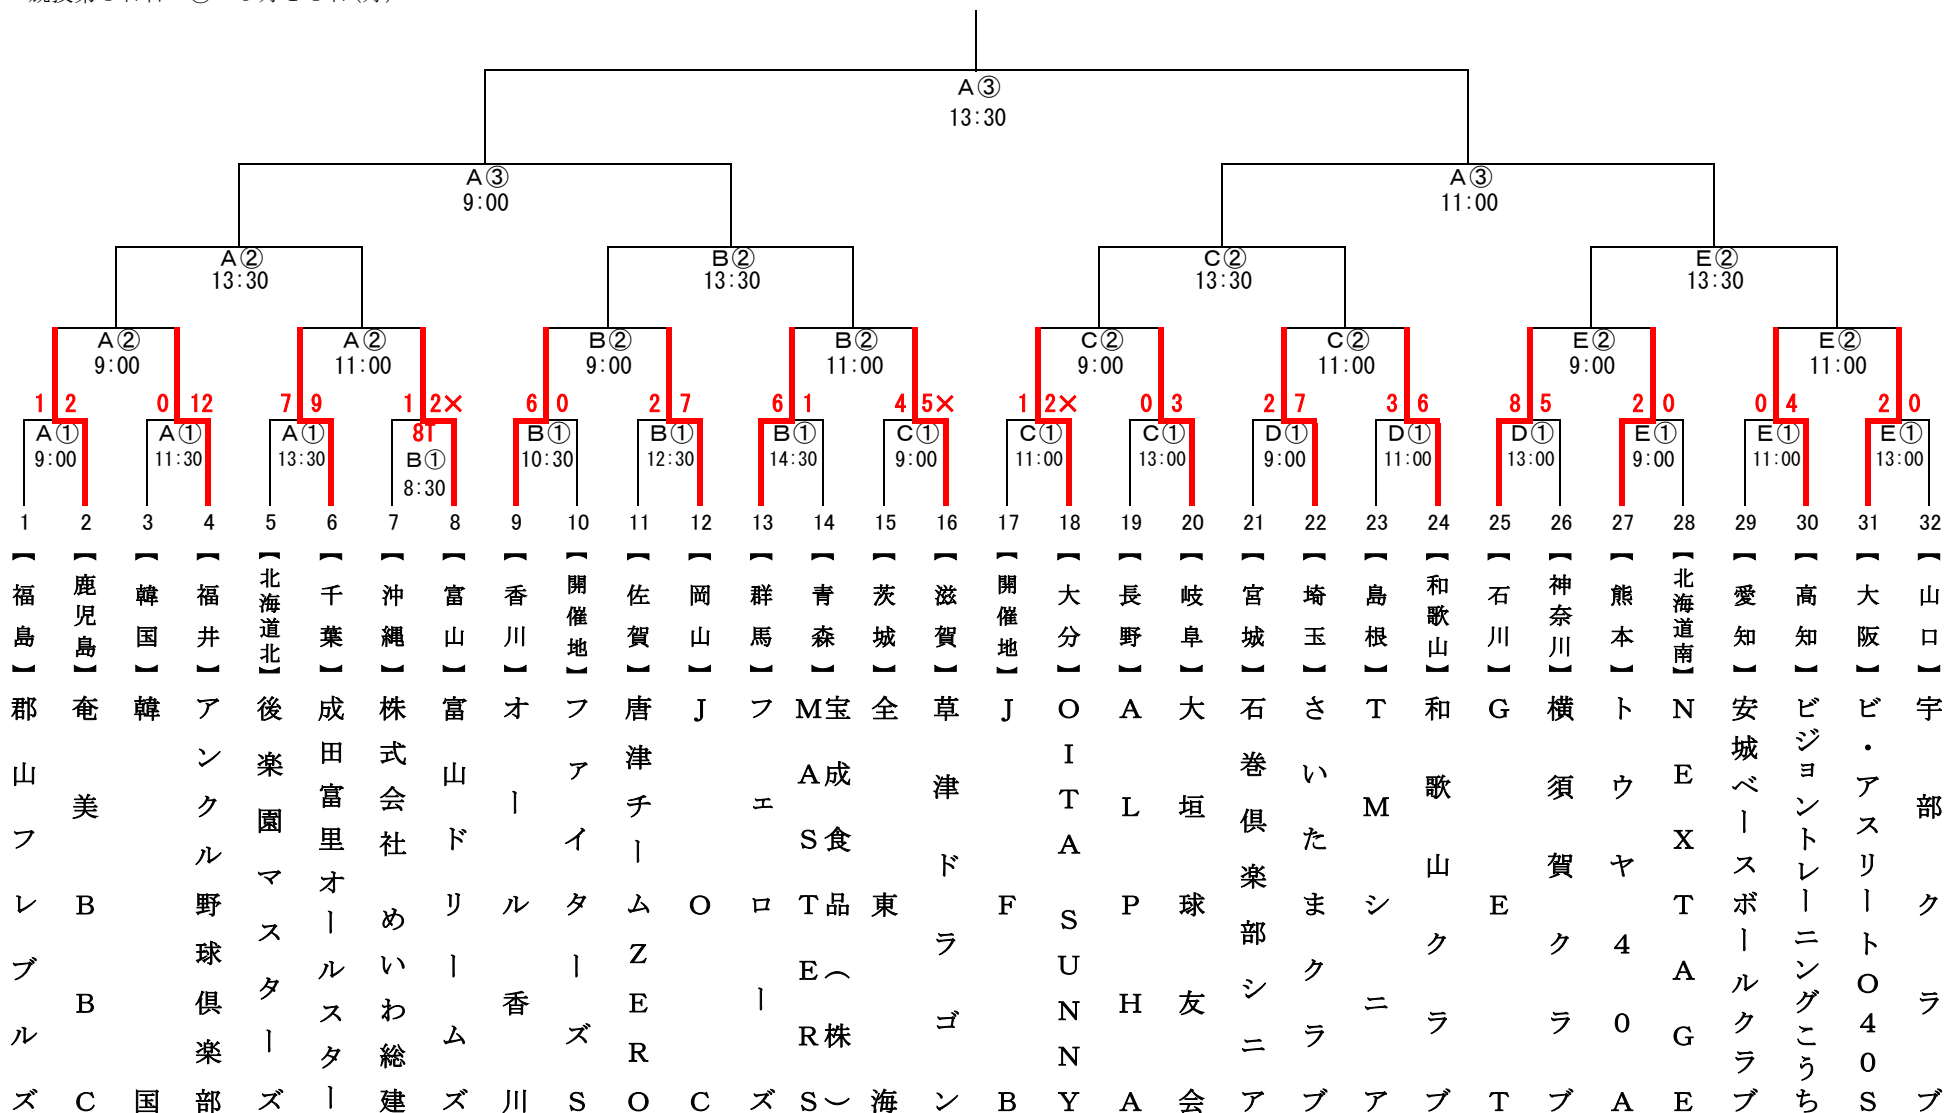 A③
13:30
A③
9:00
A③
11:00
A②
13:30
B②
13:30
C②
13:30
E②
13:30
A②
9:00
A②
11:00
B②
9:00
B②
11:00
C②
9:00
C②
11:00
E②
9:00
E②
11:00
1 2
0 12
7 9
1 2×
6 0
2 7
6 1
4 5×
1 2×
0 3
2 7
3 6
8 5
2 0
0 4
2 0
A①
9:00
A①
11:30
A①
13:30
8T
B①
8:30
B①
10:30
B①
12:30
B①
14:30
C①
9:00
C①
11:00
C①
13:00
D①
9:00
D①
11:00
D①
13:00
E①
9:00
E①
11:00
E①
13:00
1 【福島】 郡山フレブルズ
2 【鹿児島】 奄美BBC
3 【韓国】 韓国
4 【福井】 アンクル野球倶楽部
5 【北海道北】 後楽園マスターズ
6 【千葉】 成田富里オールスター
7 【沖縄】 株式会社 めいわ総建
8 【富山】 富山ドリームズ
9 【香川】 オール香川
10 【開催地】 ファイターズS
11 【佐賀】 唐津チームZERO
12 【岡山】 JOC
13 【群馬】 フェローズ
14 【青森】 宝成食品（株）
MASTERS
15 【茨城】 全東海
16 【滋賀】 草津ドラゴン
17 【開催地】 JFB
18 【大分】 OITA SUNNY
19 【長野】 ALPHA
20 【岐阜】 大垣球友会
21 【宮城】 石巻倶楽部シニア
22 【埼玉】 さいたまクラブ
23 【島根】 TMシニア
24 【和歌山】 和歌山クラブ
25 【石川】 GET
26 【神奈川】 横須賀クラブ
27 【熊本】 トウヤ40A
28 【北海道南】 NEXTAGE
29 【愛知】 安城ベースボールクラブ
30 【高知】 ビジョントレーニングこうち
31 【大阪】 ビ・アスリートO40S
32 【山口】 宇部クラブ